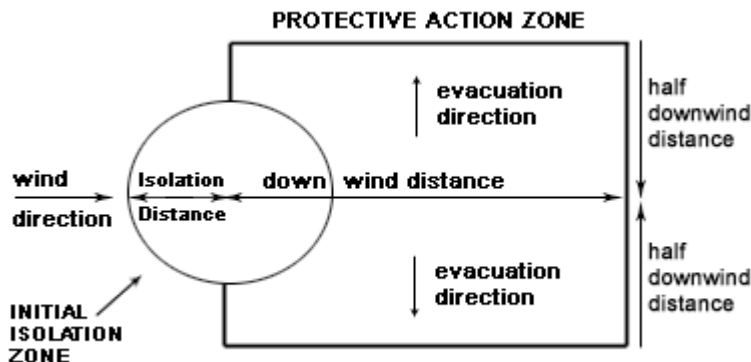 PROTECTIVE ACTION ZONE
evacuation
direction
half
downwind
distance
wind
direction
Isolation
Distance
down wind distance
evacuation
direction
half
downwind
distance
INITIAL
ISOLATION
ZONE